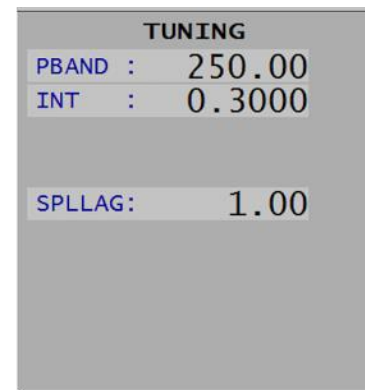 TUNING
PBAND : 250.00
INT : 0.3000
SPLLAG: 1.00